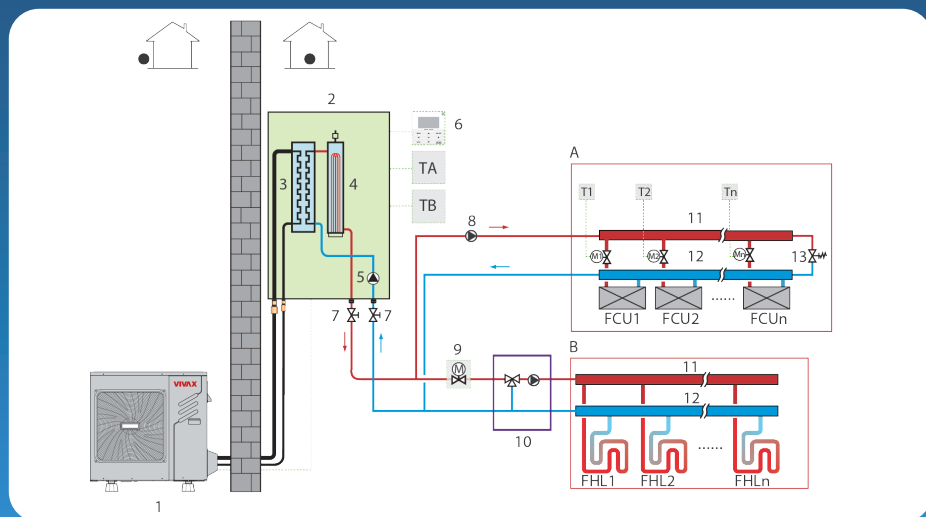 2
6
A
3
4
TA
T1
T2
Tn
TB
8
11
M1
M2
12
Mn
13
5
......
FCU1
FCU2
FCUn
7
7
9
B
M
11
VIVAX
12
10
......
FHL1
FHL2
FHLn
1